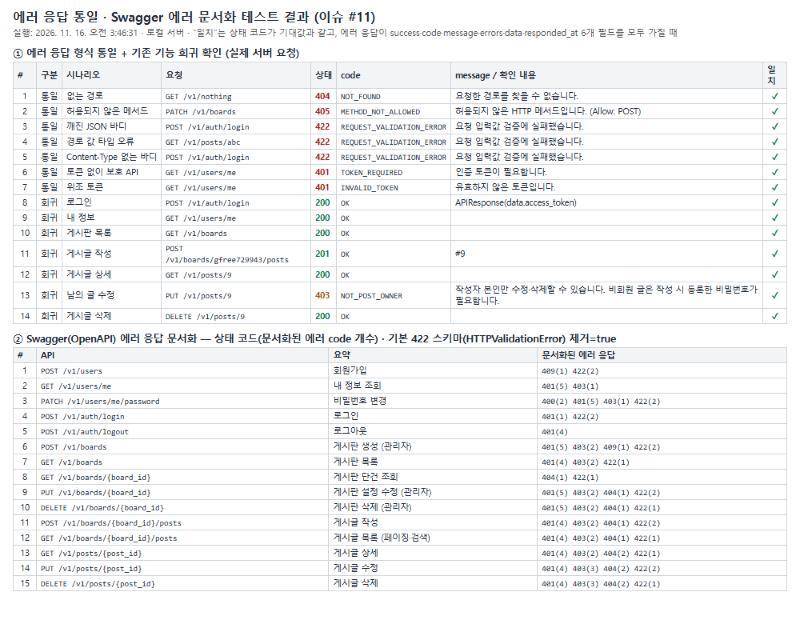 에러 응답 통일 · Swagger 에러 문서화 테스트 결과 (이슈 #11)
실행: 2026. 11. 16. 오전 3:46:31 · 로컬 서버 · "일치"는 상태 코드가 기대값과 같고, 에러 응답이 success·code·message·errors·data·responded_at 6개 필드를 모두 가질 때
① 에러 응답 형식 통일 + 기존 기능 회귀 확인 (실제 서버 요청)
# 구분 시나리오 요청 상태 code message / 확인 내용 일치
1 통일 없는 경로 GET /v1/nothing 404 NOT_FOUND 요청한 경로를 찾을 수 없습니다. ✓
2 통일 허용되지 않은 메서드 PATCH /v1/boards 405 METHOD_NOT_ALLOWED 허용되지 않은 HTTP 메서드입니다. (Allow: POST) ✓
3 통일 깨진 JSON 바디 POST /v1/auth/login 422 REQUEST_VALIDATION_ERROR 요청 입력값 검증에 실패했습니다. ✓
4 통일 경로 값 타입 오류 GET /v1/posts/abc 422 REQUEST_VALIDATION_ERROR 요청 입력값 검증에 실패했습니다. ✓
5 통일 Content-Type 없는 바디 POST /v1/auth/login 422 REQUEST_VALIDATION_ERROR 요청 입력값 검증에 실패했습니다. ✓
6 통일 토큰 없이 보호 API GET /v1/users/me 401 TOKEN_REQUIRED 인증 토큰이 필요합니다. ✓
7 통일 위조 토큰 GET /v1/users/me 401 INVALID_TOKEN 유효하지 않은 토큰입니다. ✓
8 회귀 로그인 POST /v1/auth/login 200 OK APIResponse(data.access_token) ✓
9 회귀 내 정보 GET /v1/users/me 200 OK ✓
10 회귀 게시판 목록 GET /v1/boards 200 OK ✓
11 회귀 게시글 작성 POST /v1/boards/gfree729943/posts 201 OK #9 ✓
12 회귀 게시글 상세 GET /v1/posts/9 200 OK ✓
13 회귀 남의 글 수정 PUT /v1/posts/9 403 NOT_POST_OWNER 작성자 본인만 수정·삭제할 수 있습니다. 비회원 글은 작성 시 등록한 비밀번호가 필요합니다. ✓
14 회귀 게시글 삭제 DELETE /v1/posts/9 200 OK ✓
② Swagger(OpenAPI) 에러 응답 문서화 — 상태 코드(문서화된 에러 code 개수) · 기본 422 스키마(HTTPValidationError) 제거=true
# API 요약 문서화된 에러 응답
1 POST /v1/users 회원가입 409(1) 422(2)
2 GET /v1/users/me 내 정보 조회 401(5) 403(1)
3 PATCH /v1/users/me/password 비밀번호 변경 400(2) 401(5) 403(1) 422(2)
4 POST /v1/auth/login 로그인 401(1) 422(2)
5 POST /v1/auth/logout 로그아웃 401(4)
6 POST /v1/boards 게시판 생성 (관리자) 401(5) 403(2) 409(1) 422(2)
7 GET /v1/boards 게시판 목록 401(4) 403(2) 422(1)
8 GET /v1/boards/{board_id} 게시판 단건 조회 404(1) 422(1)
9 PUT /v1/boards/{board_id} 게시판 설정 수정 (관리자) 401(5) 403(2) 404(1) 422(2)
10 DELETE /v1/boards/{board_id} 게시판 삭제 (관리자) 401(5) 403(2) 404(1) 422(1)
11 POST /v1/boards/{board_id}/posts 게시글 작성 401(4) 403(2) 404(1) 422(2)
12 GET /v1/boards/{board_id}/posts 게시글 목록 (페이징·검색) 401(4) 403(2) 404(1) 422(1)
13 GET /v1/posts/{post_id} 게시글 상세 401(4) 403(2) 404(2) 422(1)
14 PUT /v1/posts/{post_id} 게시글 수정 401(4) 403(3) 404(2) 422(2)
15 DELETE /v1/posts/{post_id} 게시글 삭제 401(4) 403(3) 404(2) 422(1)